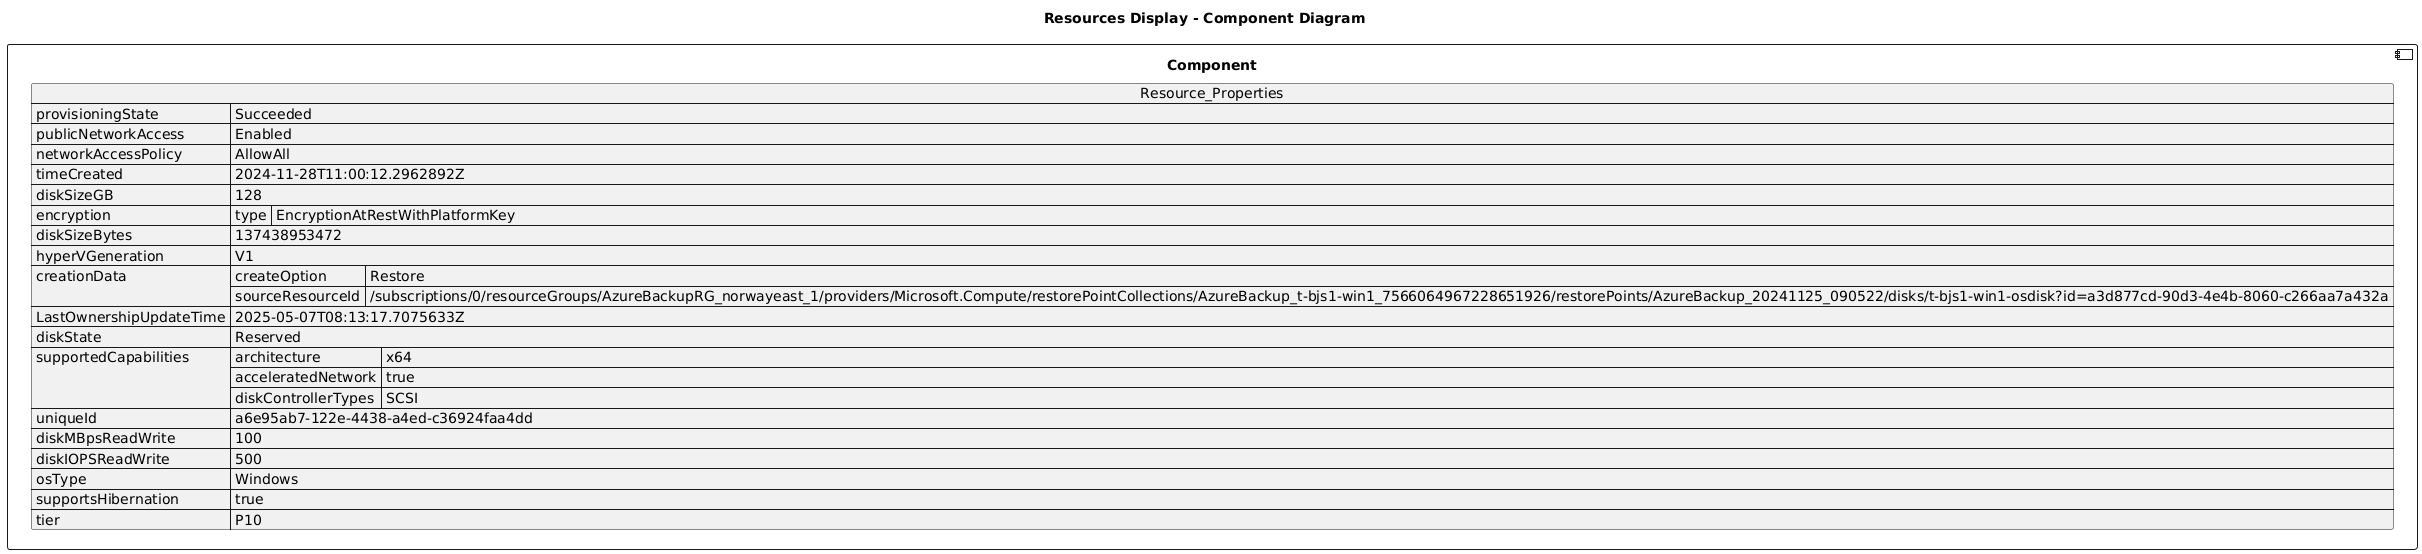 Resources Display - Component Diagram
Component
Resource_Properties
provisioningState Succeeded
publicNetworkAccess Enabled
networkAccessPolicy AllowAll
timeCreated 2024-11-28T11:00:12.2962892Z
diskSizeGB 128
encryption type EncryptionAtRestWithPlatformKey
diskSizeBytes 137438953472
hyperVGeneration V1
creationData createOption Restore
sourceResourceId /subscriptions/0/resourceGroups/AzureBackupRG_norwayeast_1/providers/Microsoft.Compute/restorePointCollections/AzureBackup_t-bjs1-win1_7566064967228651926/restorePoints/AzureBackup_20241125_090522/disks/t-bjs1-win1-osdisk?id=a3d877cd-90d3-4e4b-8060-c266aa7a432a
LastOwnershipUpdateTime 2025-05-07T08:13:17.7075633Z
diskState Reserved
supportedCapabilities architecture x64
acceleratedNetwork true
diskControllerTypes SCSI
uniqueId a6e95ab7-122e-4438-a4ed-c36924faa4dd
diskMBpsReadWrite 100
diskIOPSReadWrite 500
osType Windows
supportsHibernation true
tier P10